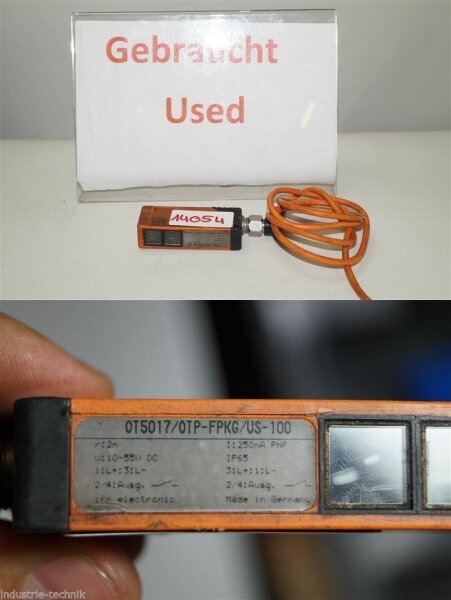 Gebraucht
Used
14054
OT5017/OTP-FPKG/US-100
r:2m I:250mA PNP
U:10-55V DC IP65
1:L+;3:L- 3:L+;1:L-
2/4:Ausg. 2/4:Ausg.
ifm electronic Made in Germany
industrie-technik